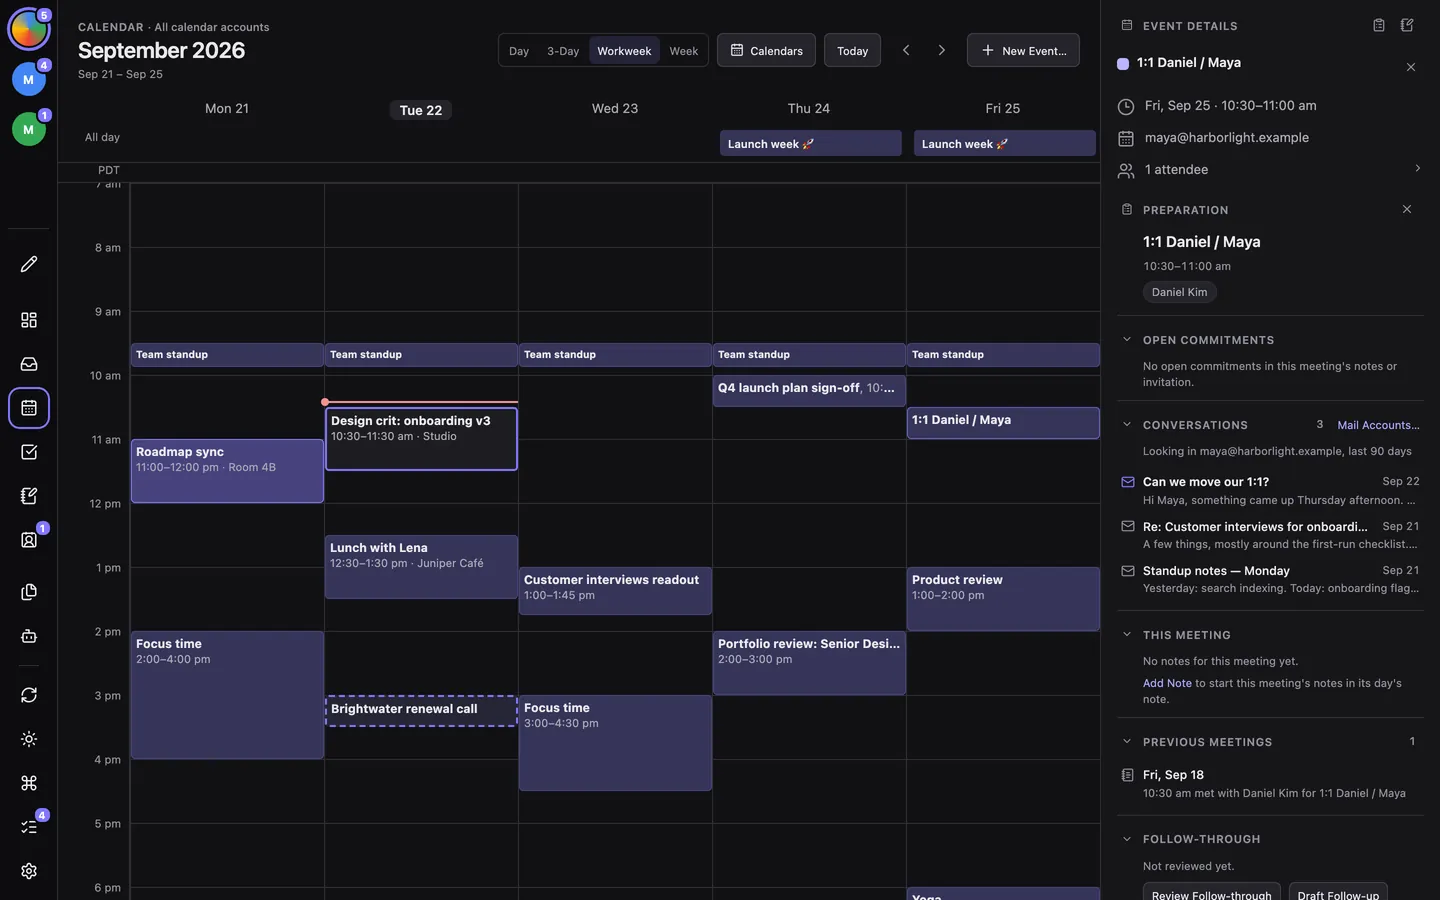 5
M 4
M 1
1
4
CALENDAR · All calendar accounts
September 2026
Sep 21 – Sep 25
Day 3-Day Workweek Week
Calendars
Today
New Event...
Mon 21
Tue 22
Wed 23
Thu 24
Fri 25
All day
Launch week 🚀
Launch week 🚀
PDT
7 am
8 am
9 am
10 am
11 am
12 pm
1 pm
2 pm
3 pm
4 pm
5 pm
6 pm
Team standup
Roadmap sync
11:00–12:00 pm · Room 4B
Focus time
2:00–4:00 pm
Team standup
Design crit: onboarding v3
10:30–11:30 am · Studio
Lunch with Lena
12:30–1:30 pm · Juniper Café
Brightwater renewal call
Team standup
Customer interviews readout
1:00–1:45 pm
Focus time
3:00–4:30 pm
Team standup
Q4 launch plan sign-off, 10:...
Portfolio review: Senior Desi...
2:00–3:00 pm
Team standup
1:1 Daniel / Maya
Product review
1:00–2:00 pm
Yoga
EVENT DETAILS
1:1 Daniel / Maya
Fri, Sep 25 · 10:30–11:00 am
maya@harborlight.example
1 attendee
PREPARATION
1:1 Daniel / Maya
10:30–11:00 am
Daniel Kim
OPEN COMMITMENTS
No open commitments in this meeting's notes or
invitation.
CONVERSATIONS 3 Mail Accounts...
Looking in maya@harborlight.example, last 90 days
Can we move our 1:1? Sep 22
Hi Maya, something came up Thursday afternoon. ...
Re: Customer interviews for onboardi... Sep 21
A few things, mostly around the first-run checklist....
Standup notes — Monday Sep 21
Yesterday: search indexing. Today: onboarding flag...
THIS MEETING
No notes for this meeting yet.
Add Note to start this meeting's notes in its day's
note.
PREVIOUS MEETINGS 1
Fri, Sep 18
10:30 am met with Daniel Kim for 1:1 Daniel / Maya
FOLLOW-THROUGH
Not reviewed yet.
Review Follow-through
Draft Follow-up